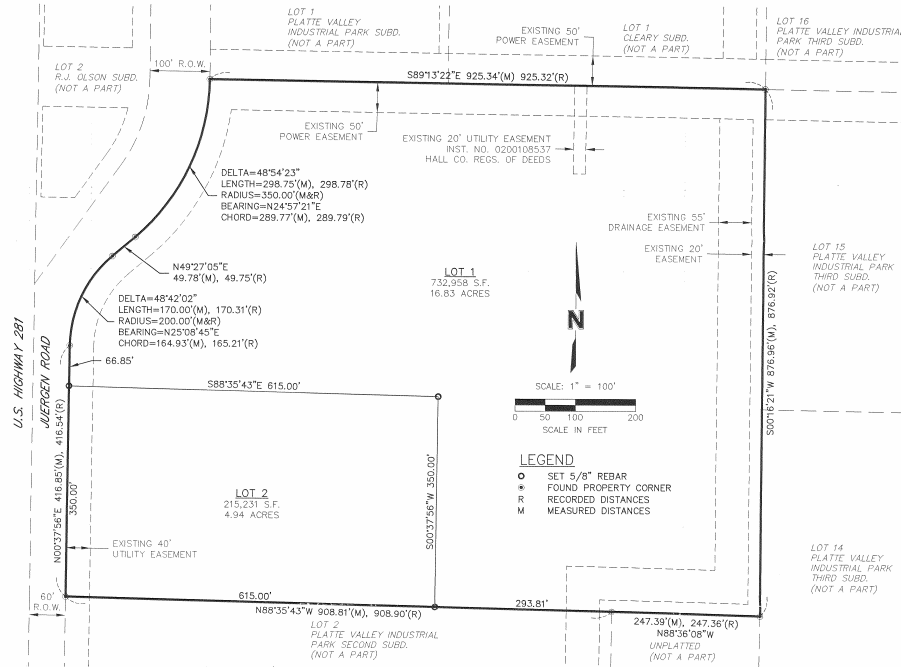 LOT 1
PLATTE VALLEY
INDUSTRIAL PARK SUBD.
(NOT A PART)
EXISTING 50'
POWER EASEMENT
LOT 1
CLEARY SUBD.
(NOT A PART)
LOT 16
PLATTE VALLEY INDUSTRIAL
PARK THIRD SUBD.
(NOT A PART)
LOT 2
R.J. OLSON SUBD.
(NOT A PART)
100' R.O.W.
S89°13'22"E 925.34'(M) 925.32'(R)
EXISTING 50'
POWER EASEMENT
EXISTING 20' UTILITY EASEMENT
INST. NO. 0200108537
HALL CO. REGS. OF DEEDS
DELTA=48°54'23"
LENGTH=298.75'(M), 298.78'(R)
RADIUS=350.00'(M&R)
BEARING=N24°57'21"E
CHORD=289.77'(M), 289.79'(R)
EXISTING 55'
DRAINAGE EASEMENT
EXISTING 20'
EASEMENT
LOT 15
PLATTE VALLEY
INDUSTRIAL PARK
THIRD SUBD.
(NOT A PART)
N49°27'05"E
49.78'(M), 49.75'(R)
LOT 1
732,958 S.F.
16.83 ACRES
DELTA=48°42'02"
LENGTH=170.00'(M), 170.31'(R)
RADIUS=200.00'(M&R)
BEARING=N25°08'45"E
CHORD=164.93'(M), 165.21'(R)
N
S00°16'21"W 876.96'(M), 876.92'(R)
U.S. HIGHWAY 281
JUERGEN ROAD
66.85'
S88°35'43"E 615.00'
SCALE: 1" = 100'
0 50 100 200
SCALE IN FEET
LEGEND
SET 5/8" REBAR
FOUND PROPERTY CORNER
R RECORDED DISTANCES
M MEASURED DISTANCES
N00°37'56"E 416.85'(M), 416.54'(R)
350.00'
LOT 2
215,231 S.F.
4.94 ACRES
S00°37'56"W 350.00'
EXISTING 40'
UTILITY EASEMENT
LOT 14
PLATTE VALLEY
INDUSTRIAL PARK
THIRD SUBD.
(NOT A PART)
60'
R.O.W.
615.00'
293.81'
N88°35'43"W 908.81'(M), 908.90'(R)
247.39'(M), 247.36'(R)
N88°36'08"W
UNPLATTED
(NOT A PART)
LOT 2
PLATTE VALLEY INDUSTRIAL
PARK SECOND SUBD.
(NOT A PART)